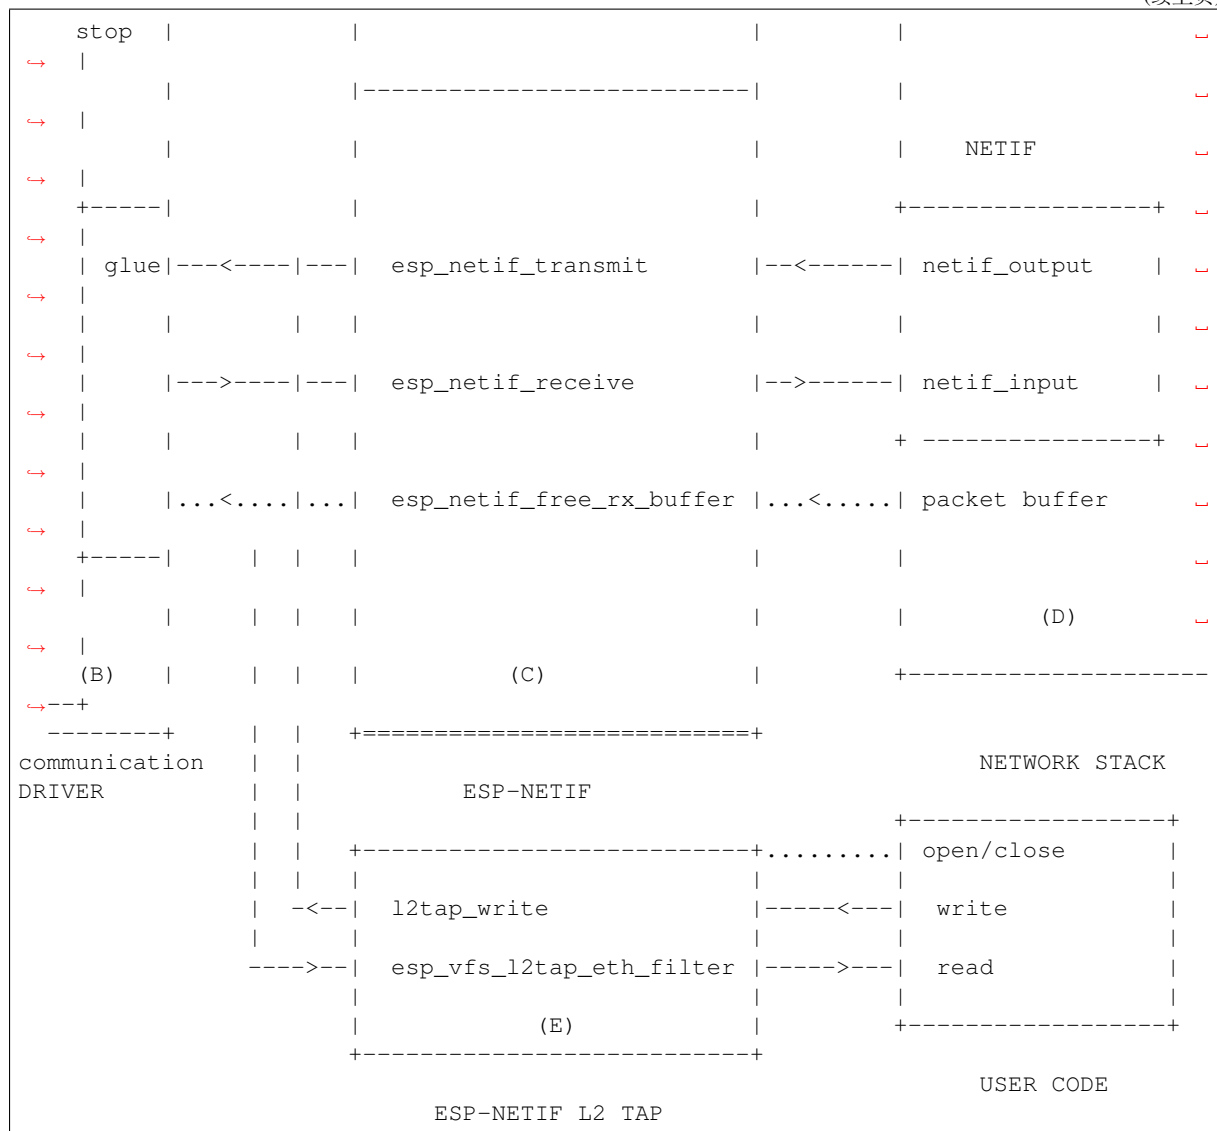 stop  |            |                           |         |                    ␣
↪   |
          |            |---------------------------|         |                    ␣
↪   |
          |            |                           |         |    NETIF           ␣
↪   |
    +-----|            |                           |         +-----------------+  ␣
↪   |
    | glue|---<----|---|  esp_netif_transmit       |--<------| netif_output    |  ␣
↪   |
    |     |        |   |                           |         |                 |  ␣
↪   |
    |     |--->----|---|  esp_netif_receive        |-->------| netif_input     |  ␣
↪   |
    |     |        |   |                           |         + ----------------+  ␣
↪   |
    |     |...<....|...|  esp_netif_free_rx_buffer |...<.....| packet buffer      ␣
↪   |
    +-----|     |  |   |                           |         |                    ␣
↪   |
          |     |  |   |                           |         |         (D)        ␣
↪   |
    (B)   |     |  |   |          (C)              |         +---------------------
↪---+
  --------+     |  |   +===========================+
communication   |  |                                               NETWORK STACK
DRIVER          |  |           ESP-NETIF
                |  |                                         +------------------+
                |  |   +---------------------------+.........| open/close       |
                |  |   |                           |         |                  |
                |  -<--|  l2tap_write              |-----<---|  write           |
                |      |                           |         |                  |
                ---->--|  esp_vfs_l2tap_eth_filter |----->---|  read            |
                       |                           |         |                  |
                       |            (E)            |         +------------------+
                       +---------------------------+
                                                                   USER CODE
                             ESP-NETIF L2 TAP